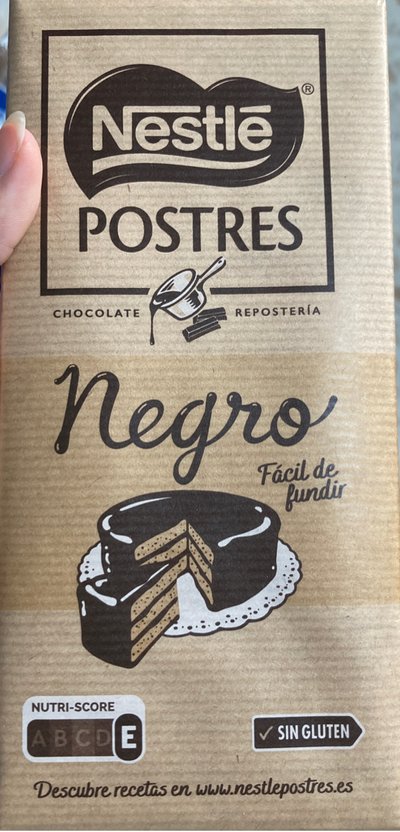 Nestlé®
POSTRES
CHOCOLATE REPOSTERÍA
Negro
Fácil de
fundir
NUTRI-SCORE
A B C D E
✓ SIN GLUTEN
Descubre recetas en www.nestlepostres.es